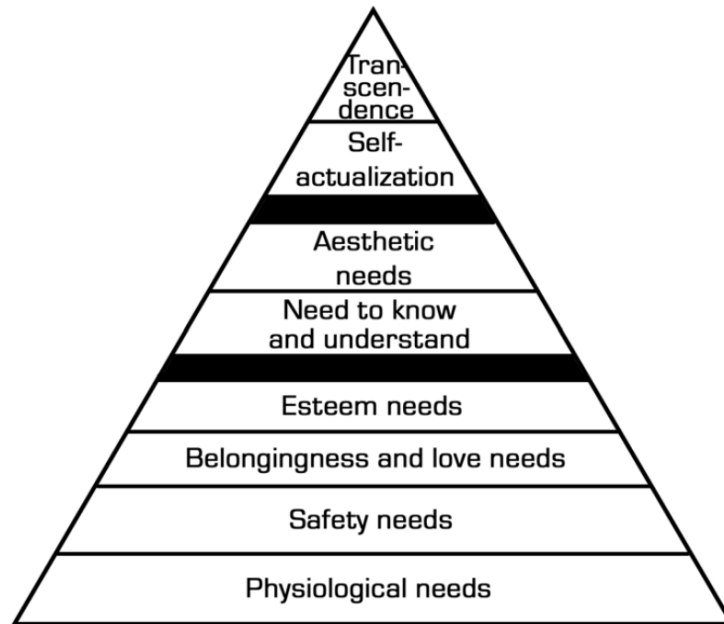 Tran-
scen-
dence
Self-
actualization
Aesthetic
needs
Need to know
and understand
Esteem needs
Belongingness and love needs
Safety needs
Physiological needs